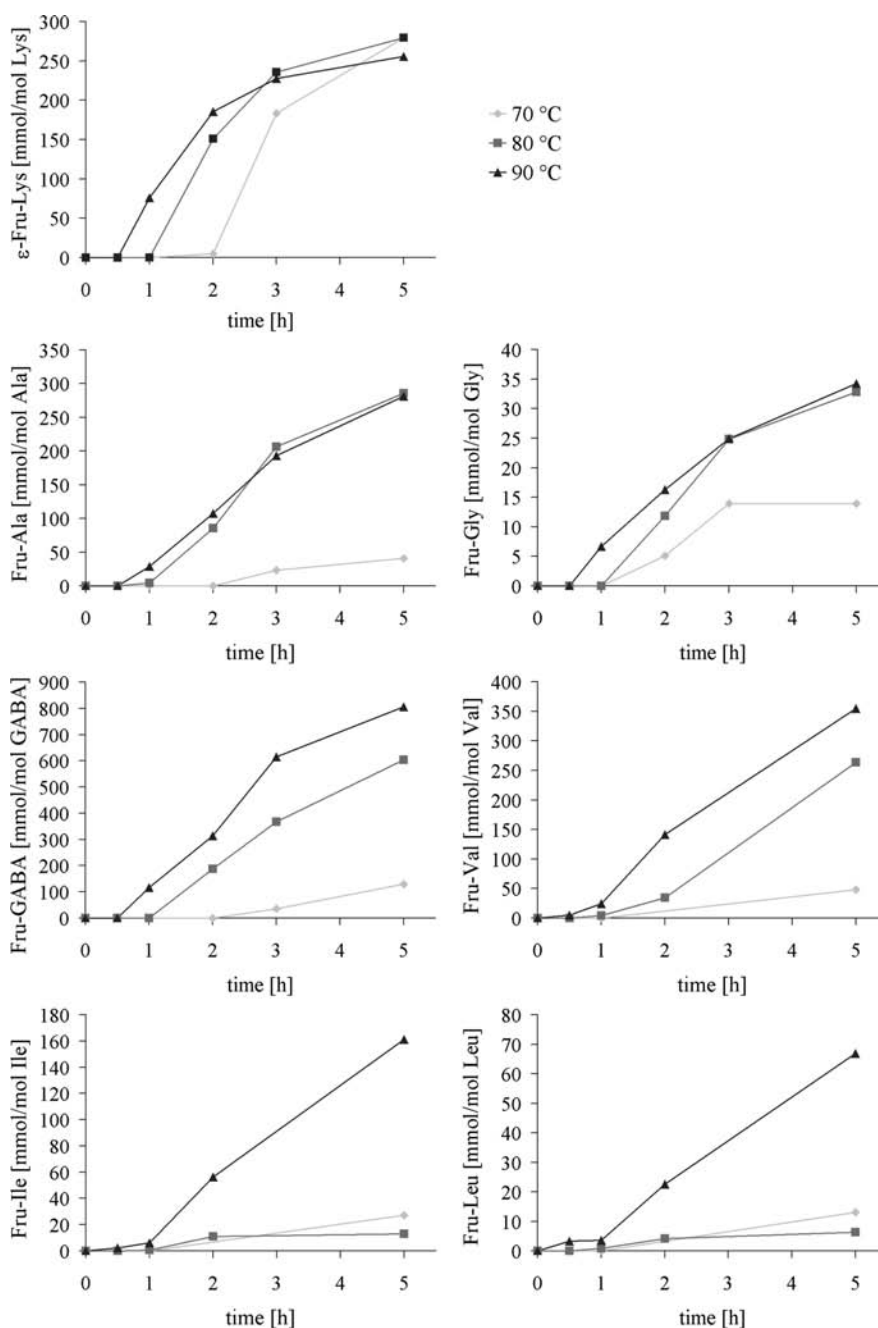 300
250
200
150
100
50
0
ε-Fru-Lys [mmol/mol Lys]
0 1 2 3 4 5
time [h]
70 °C
80 °C
90 °C
350
300
250
200
150
100
50
0
Fru-Ala [mmol/mol Ala]
0 1 2 3 4 5
time [h]
40
35
30
25
20
15
10
5
0
Fru-Gly [mmol/mol Gly]
0 1 2 3 4 5
time [h]
900
800
700
600
500
400
300
200
100
0
Fru-GABA [mmol/mol GABA]
0 1 2 3 4 5
time [h]
400
350
300
250
200
150
100
50
0
Fru-Val [mmol/mol Val]
0 1 2 3 4 5
time [h]
180
160
140
120
100
80
60
40
20
0
Fru-Ile [mmol/mol Ile]
0 1 2 3 4 5
time [h]
80
70
60
50
40
30
20
10
0
Fru-Leu [mmol/mol Leu]
0 1 2 3 4 5
time [h]